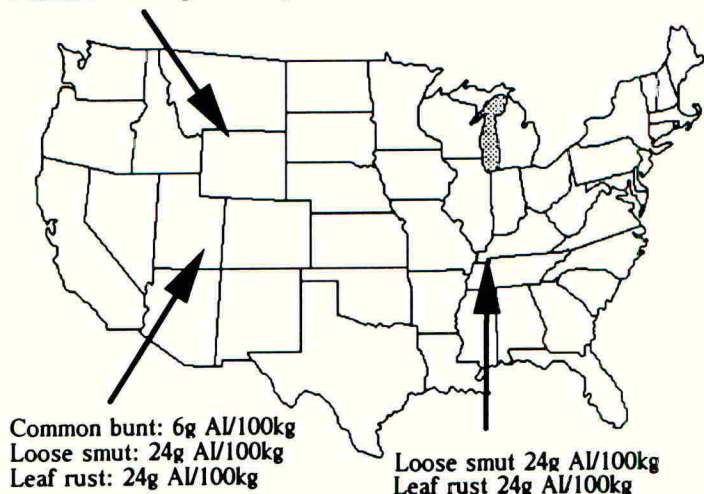 Common bunt: 6g AI/100kg
Loose smut: 24g AI/100kg
Leaf rust: 24g AI/100kg
Loose smut 24g AI/100kg
Leaf rust 24g AI/100kg